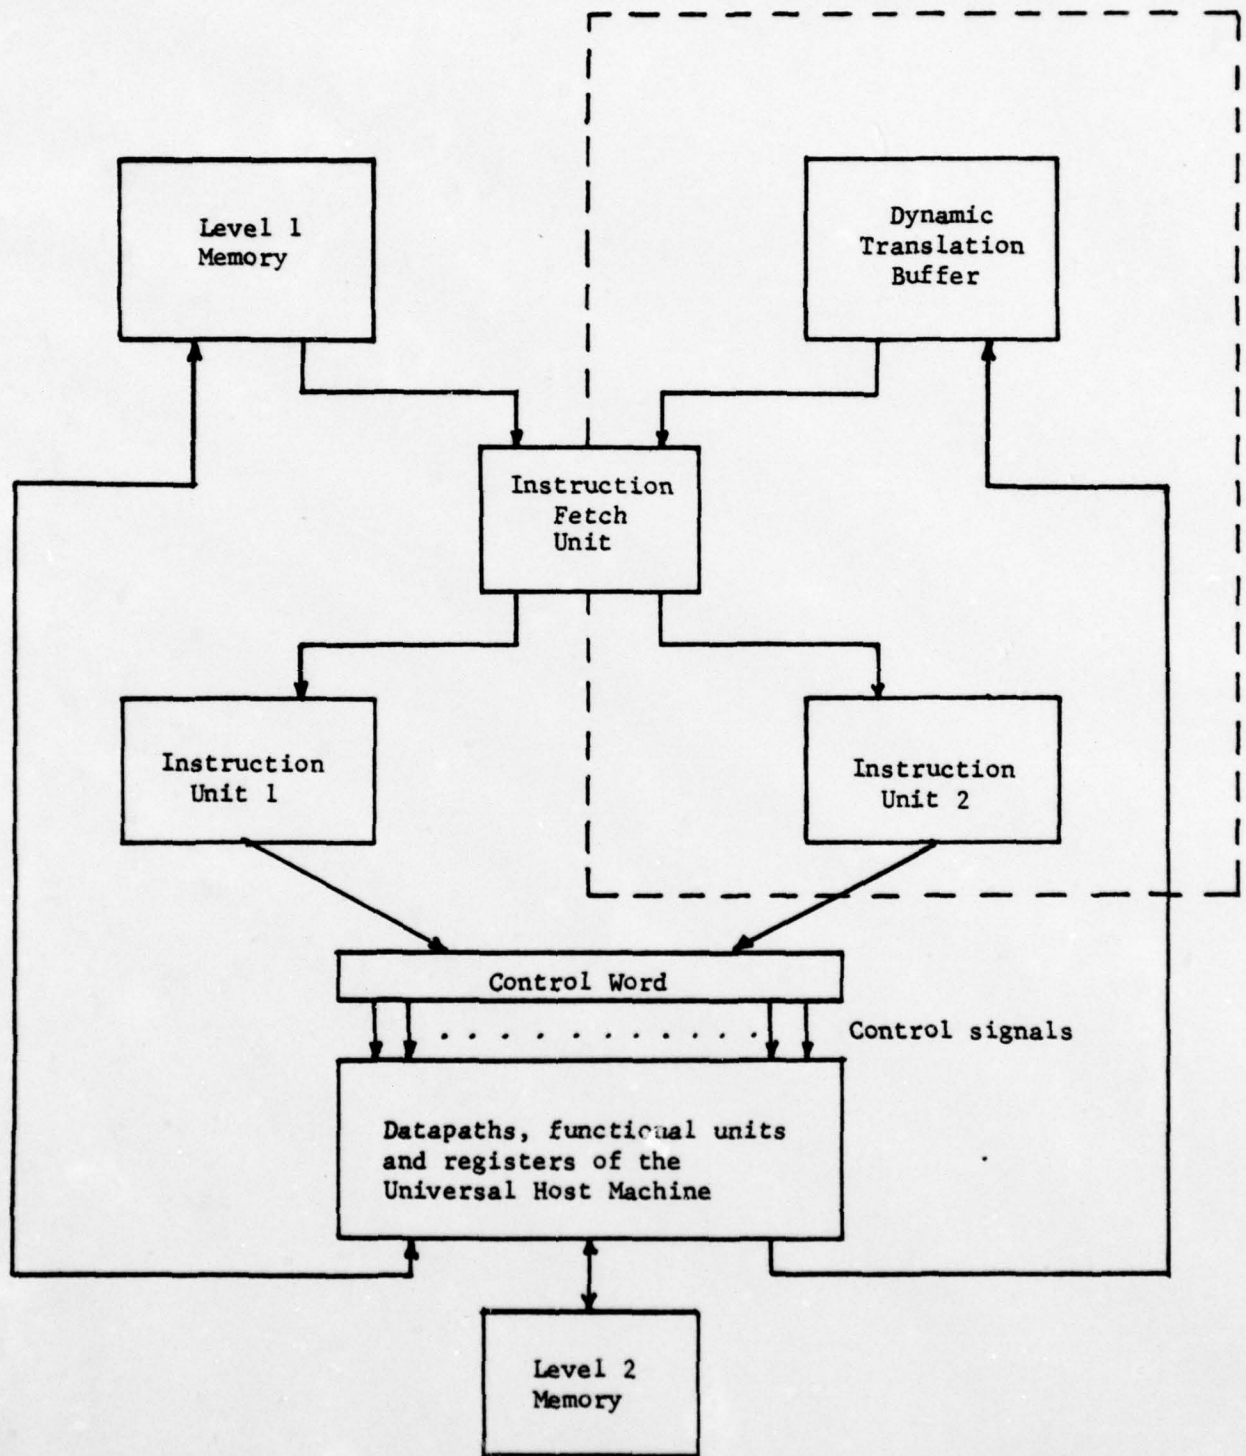 Level 1
Memory
Dynamic
Translation
Buffer
Instruction
Fetch
Unit
Instruction
Unit 1
Instruction
Unit 2
Control Word
Control signals
Datapaths, functional units
and registers of the
Universal Host Machine
Level 2
Memory